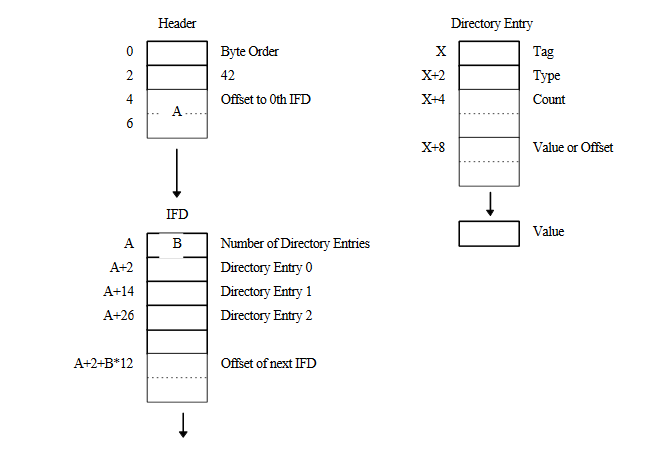 Header
0 Byte Order
2 42
4 Offset to 0th IFD
A
6
IFD
A B Number of Directory Entries
A+2 Directory Entry 0
A+14 Directory Entry 1
A+26 Directory Entry 2
A+2+B*12 Offset of next IFD
Directory Entry
X Tag
X+2 Type
X+4 Count
X+8 Value or Offset
Value